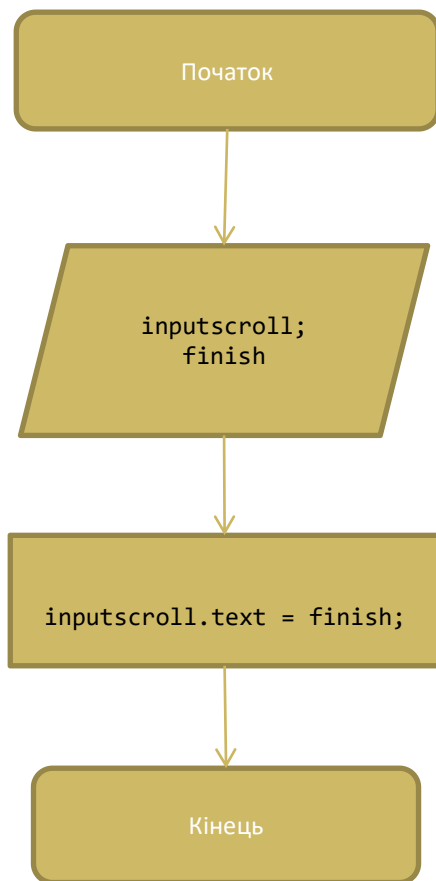 Початок
inputscroll;
finish
inputscroll.text = finish;
Кінець